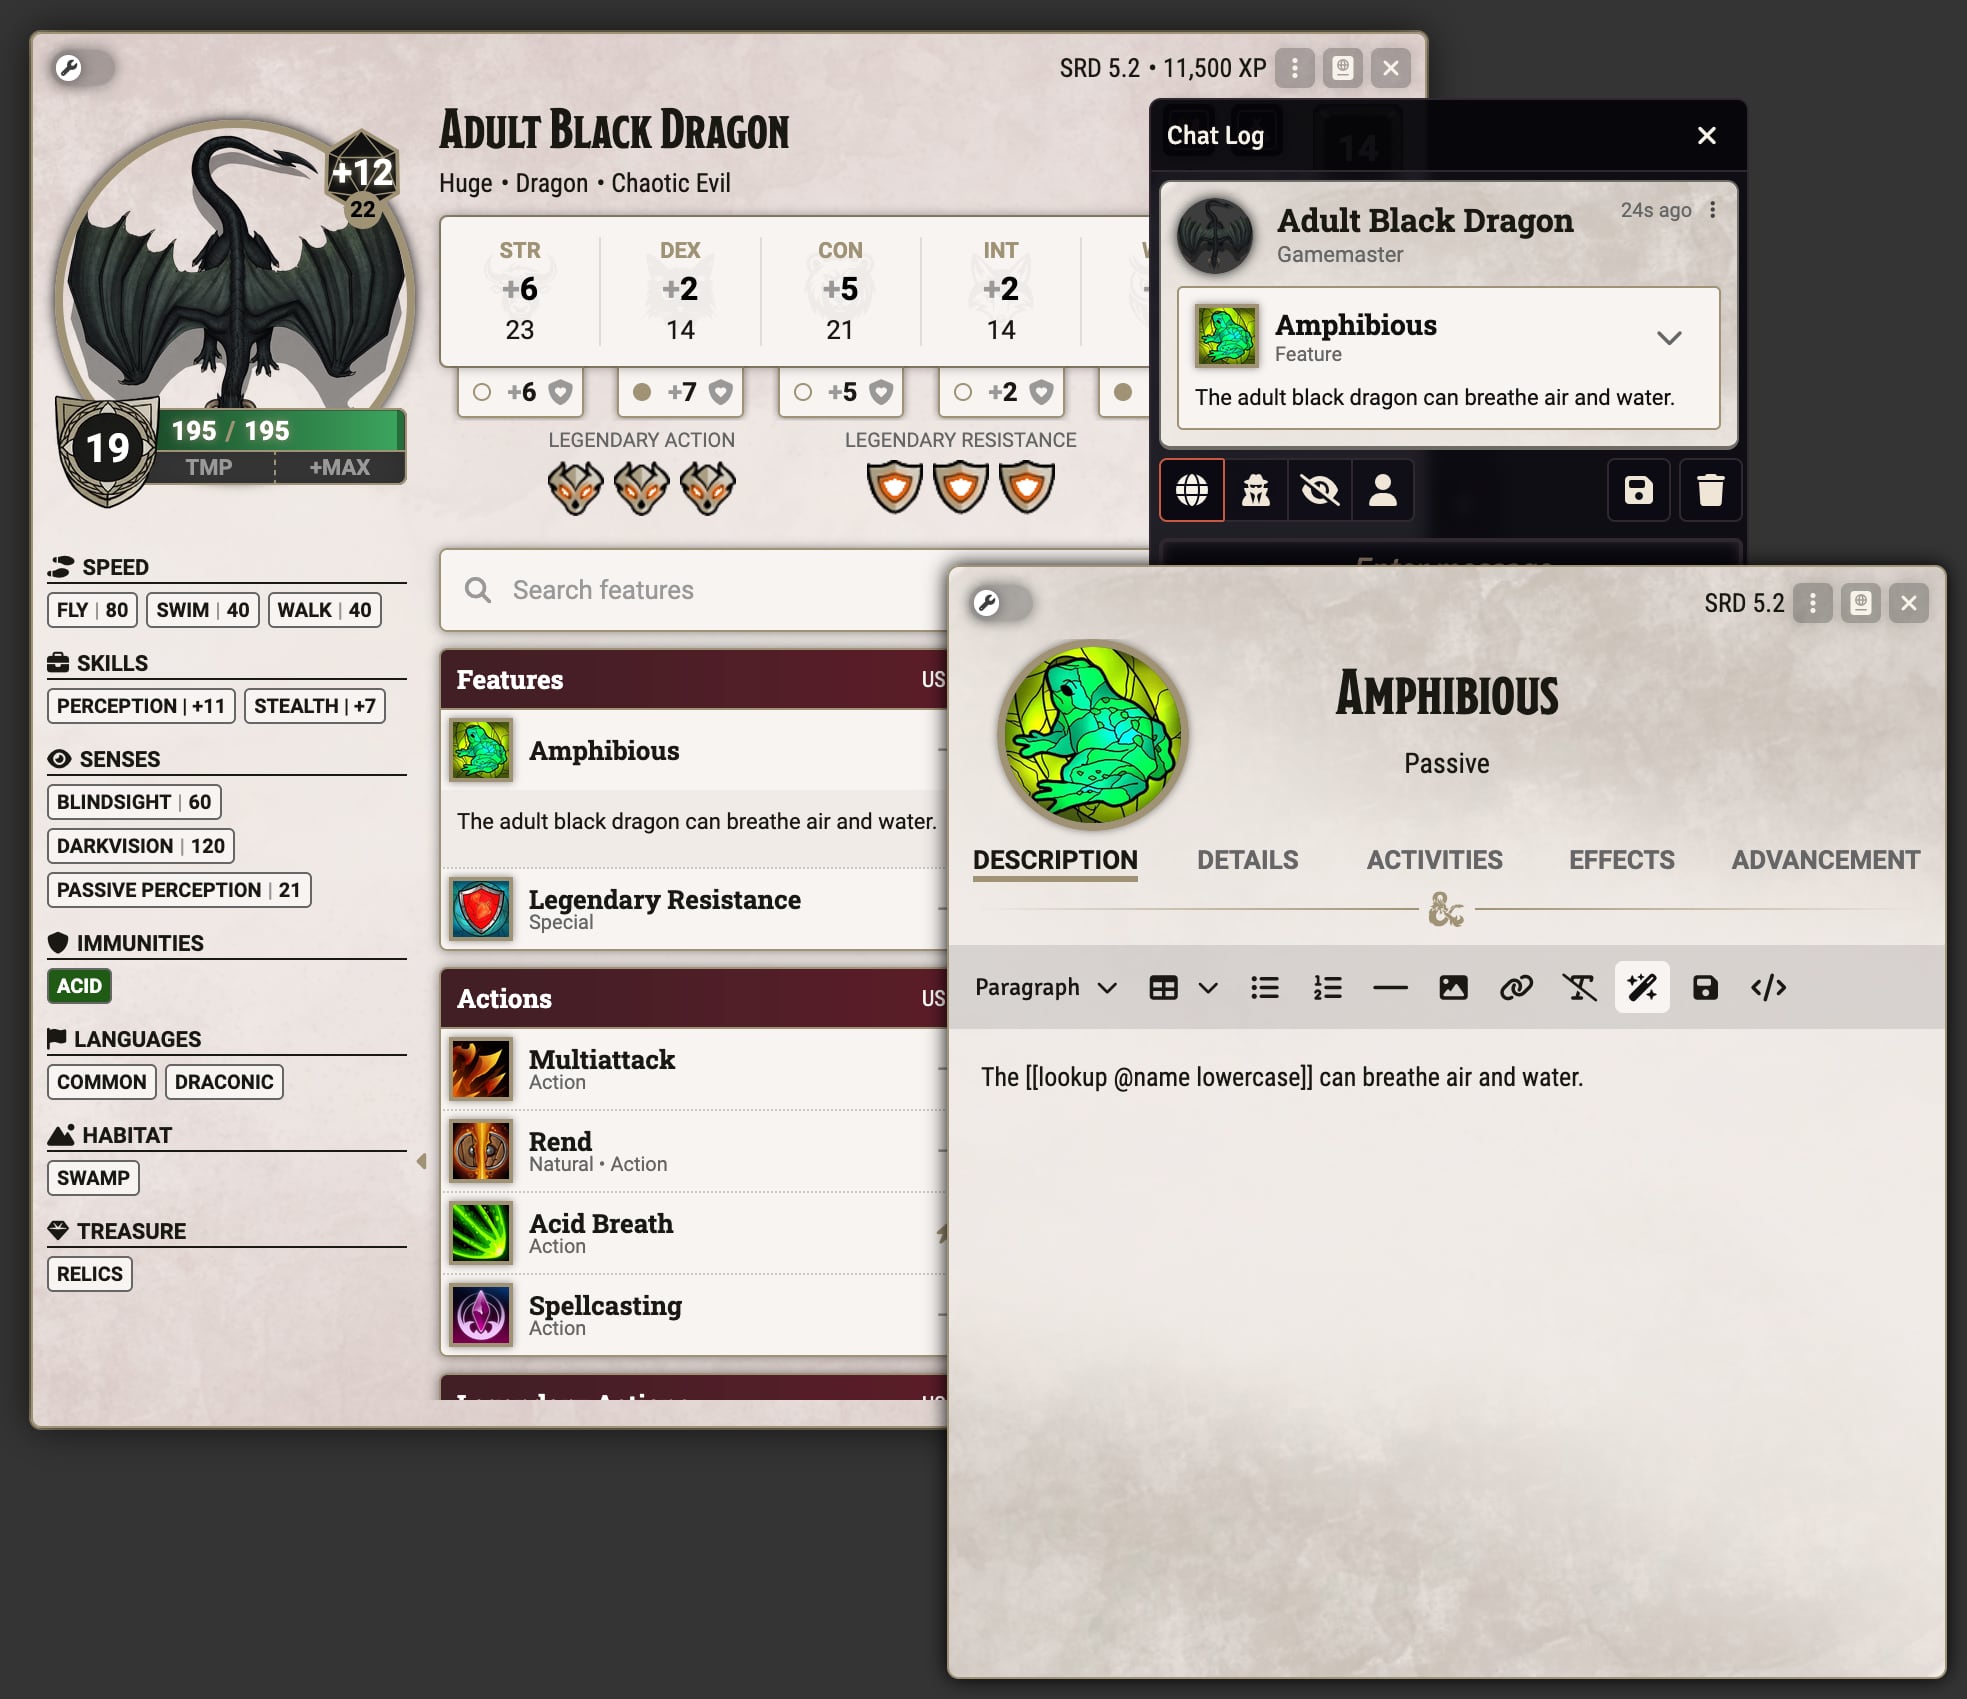 SRD 5.2 • 11,500 XP
Adult Black Dragon
Huge • Dragon • Chaotic Evil
+12
22
STR
+6
23
+6
DEX
+2
14
+7
CON
+5
21
+5
INT
+2
14
+2
19
195 / 195
TMP
+MAX
LEGENDARY ACTION
LEGENDARY RESISTANCE
SPEED
FLY | 80
SWIM | 40
WALK | 40
SKILLS
PERCEPTION | +11
STEALTH | +7
SENSES
BLINDSIGHT | 60
DARKVISION | 120
PASSIVE PERCEPTION | 21
IMMUNITIES
ACID
LANGUAGES
COMMON
DRACONIC
HABITAT
SWAMP
TREASURE
RELICS
Search features
Features
Amphibious
The adult black dragon can breathe air and water.
Legendary Resistance
Special
Actions
Multiattack
Action
Rend
Natural • Action
Acid Breath
Action
Spellcasting
Action
Chat Log
14
Adult Black Dragon
24s ago
Gamemaster
Amphibious
Feature
The adult black dragon can breathe air and water.
SRD 5.2
Amphibious
Passive
DESCRIPTION
DETAILS
ACTIVITIES
EFFECTS
ADVANCEMENT
Paragraph
The [[lookup @name lowercase]] can breathe air and water.